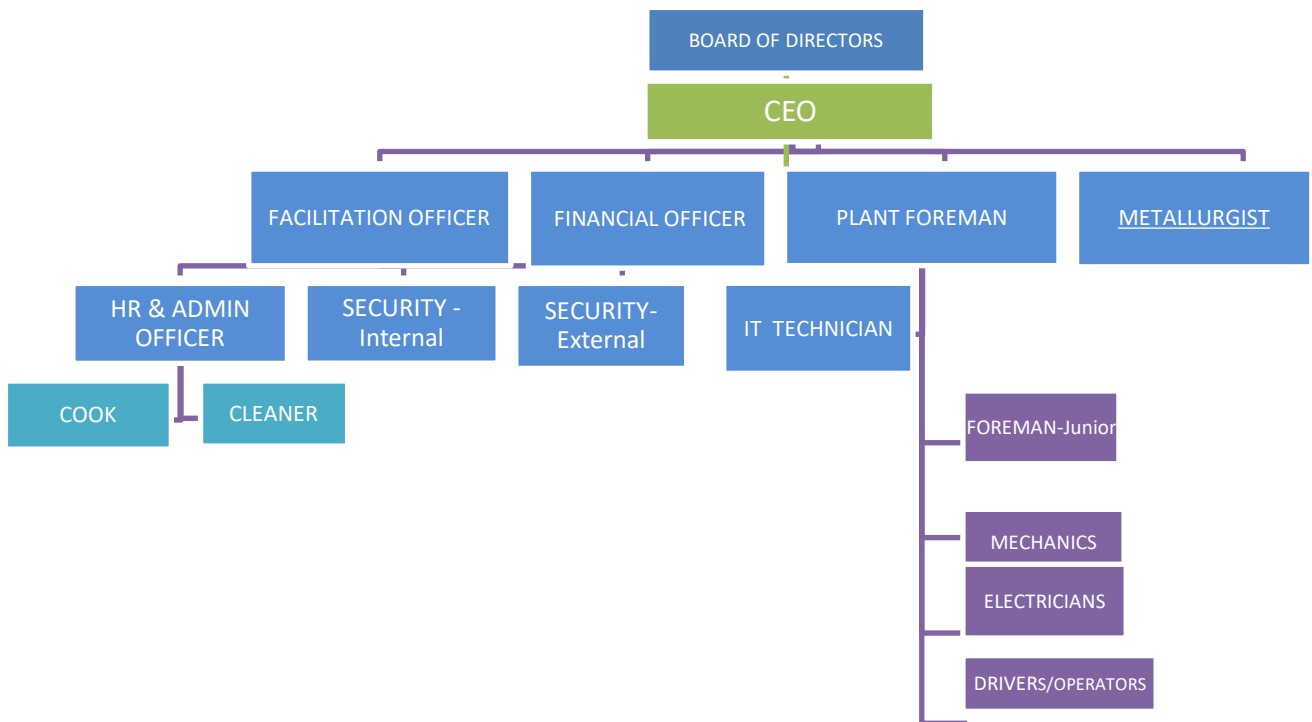 BOARD OF DIRECTORS
CEO
FACILITATION OFFICER
FINANCIAL OFFICER
PLANT FOREMAN
METALLURGIST
HR & ADMIN
OFFICER
SECURITY -
Internal
SECURITY-
External
IT TECHNICIAN
COOK
CLEANER
FOREMAN-Junior
MECHANICS
ELECTRICIANS
DRIVERs/OPERATORS